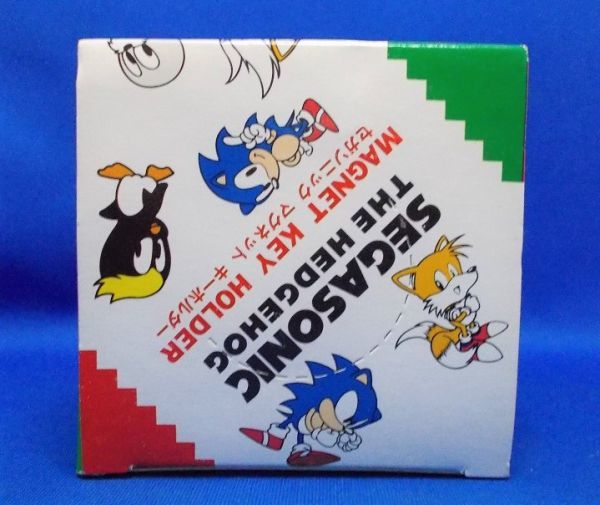 SEGASONIC
THE HEDGEHOG
MAGNET KEY HOLDER
セガソニック マグネット キーホルダー